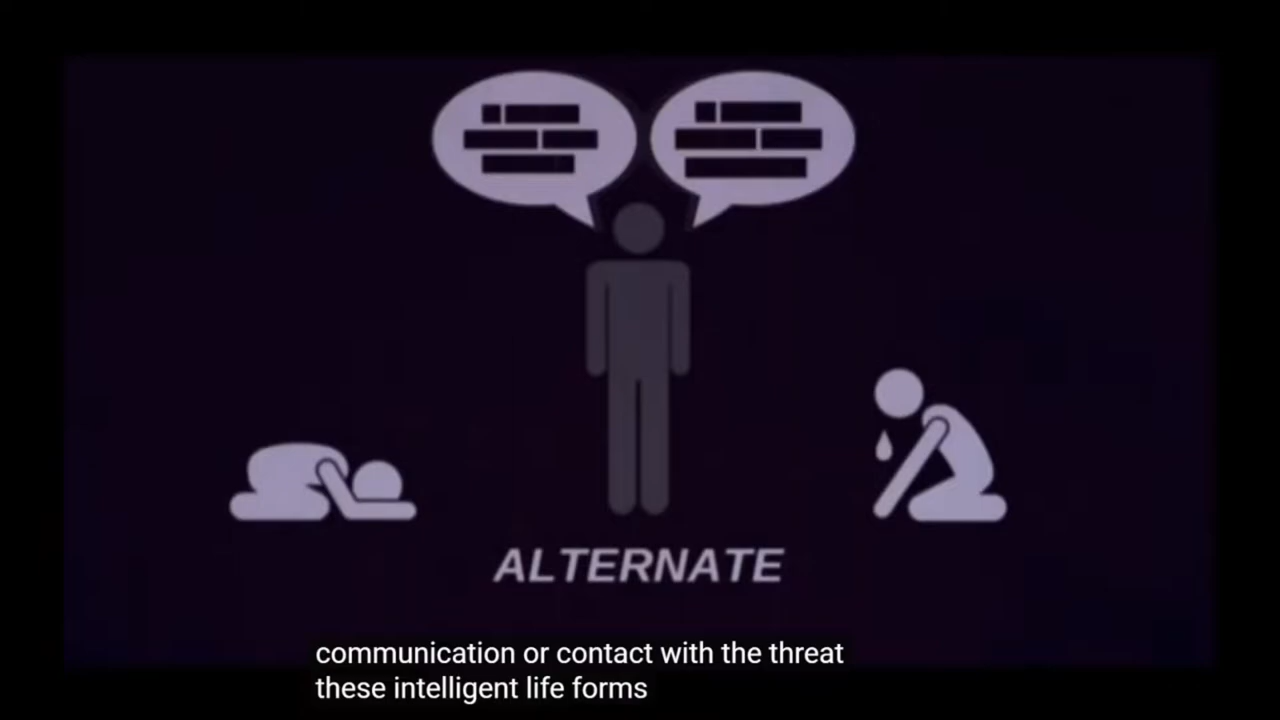 ALTERNATE
communication or contact with the threat
these intelligent life forms